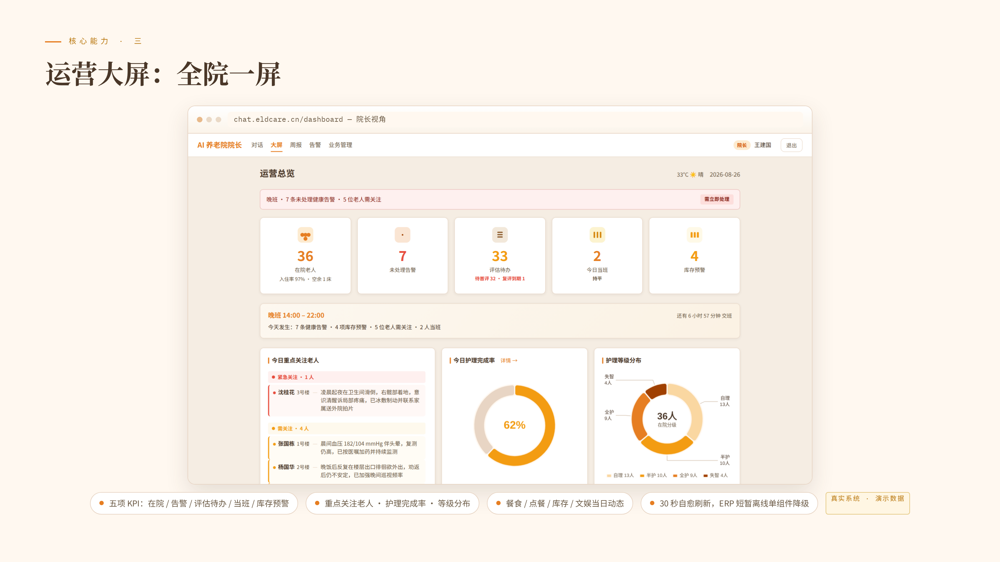 核心能力 · 三
运营大屏：全院一屏
chat.eldcare.cn/dashboard — 院长视角
AI 养老院院长 对话 大屏 周报 告警 业务管理 院长 王建国 退出
运营总览 33°C ☀️ 晴 2026-08-26
晚班 · 7 条未处理健康告警 · 5 位老人需关注 需立即处理
36 7 33 2 4
在院老人 未处理告警 评估待办 今日当班 库存预警
入住率 97% · 空余 1 床 待首评 32 · 复评到期 1 持平
晚班 14:00 – 22:00 还有 6 小时 57 分钟 交班
今天发生：7 条健康告警 · 4 项库存预警 · 5 位老人需关注 · 2 人当班
今日重点关注老人
紧急关注 · 1 人
沈桂花 3号楼 — 凌晨起夜在卫生间滑倒，右髋部着地，意
识清醒诉局部疼痛，已冰敷制动并联系家
属送外院拍片
需关注 · 4 人
张国栋 1号楼 — 晨间血压 182/104 mmHg 伴头晕，复测
仍高，已按医嘱加药并持续监测
杨国华 2号楼 — 晚饭后反复在楼层出口徘徊欲外出，劝返
后仍不安定，已加强晚间巡视频率
今日护理完成率 详情 →
62%
护理等级分布
失智
4人
自理
13人
全护
9人
36人
在院分级
半护
10人
自理 13人 半护 10人 全护 9人 失智 4人
五项 KPI：在院 / 告警 / 评估待办 / 当班 / 库存预警
重点关注老人 · 护理完成率 · 等级分布
餐食 / 点餐 / 库存 / 文娱当日动态
30 秒自愈刷新，ERP 短暂离线单组件降级
真实系统 · 演示数据